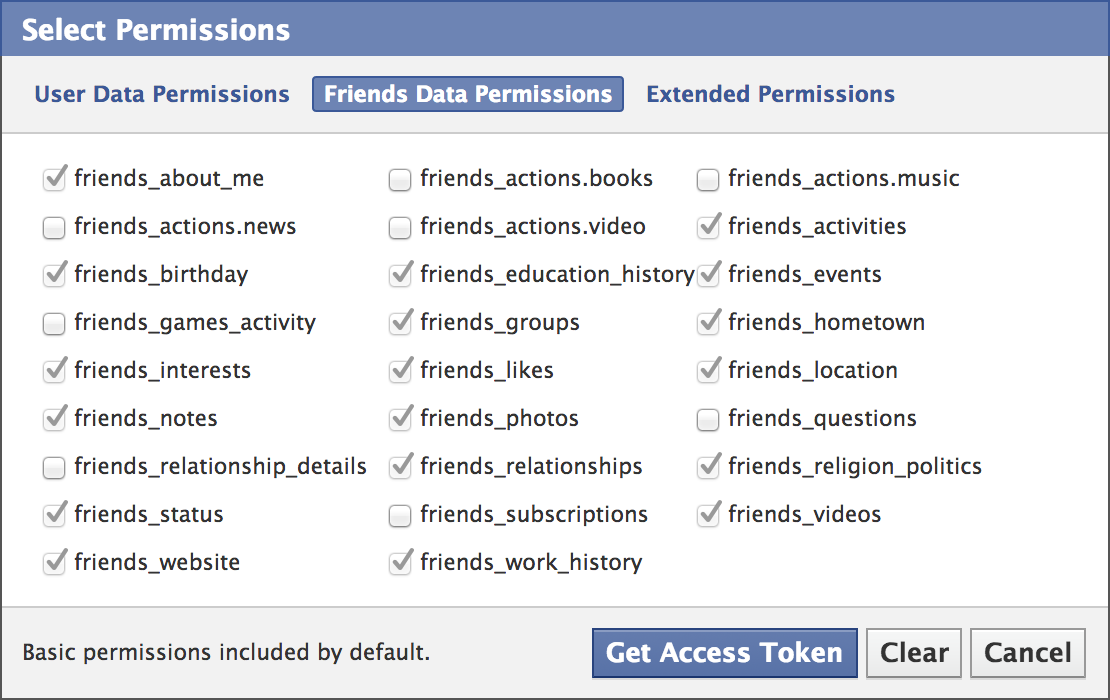 Select Permissions
User Data Permissions Friends Data Permissions Extended Permissions
friends_about_me friends_actions.books friends_actions.music
friends_actions.news friends_actions.video friends_activities
friends_birthday friends_education_history friends_events
friends_games_activity friends_groups friends_hometown
friends_interests friends_likes friends_location
friends_notes friends_photos friends_questions
friends_relationship_details friends_relationships friends_religion_politics
friends_status friends_subscriptions friends_videos
friends_website friends_work_history
Basic permissions included by default. Get Access Token Clear Cancel